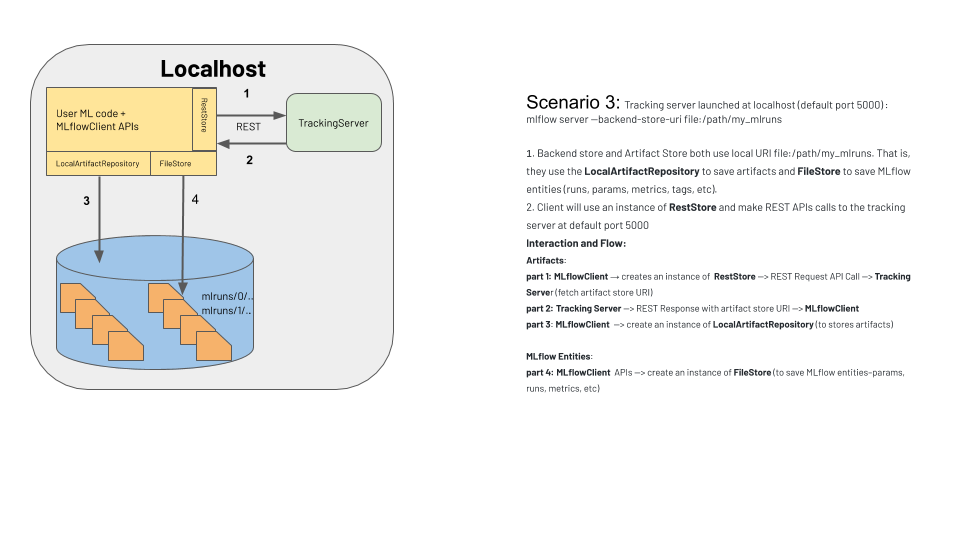 Localhost
1
User ML code +
MLflowClient APIs
RestStore
REST
TrackingServer
2
LocalArtifactRepository
FileStore
3
4
mlruns/0/..
mlruns/1/..
Scenario 3: Tracking server launched at localhost (default port 5000):
mlflow server —backend-store-uri file:/path/my_mlruns
1. Backend store and Artifact Store both use local URI file:/path/my_mlruns. That is,
they use the LocalArtifactRepository to save artifacts and FileStore to save MLflow
entities (runs, params, metrics, tags, etc).
2. Client will use an instance of RestStore and make REST APIs calls to the tracking
server at default port 5000
Interaction and Flow:
Artifacts:
part 1: MLflowClient → creates an instance of RestStore —> REST Request API Call —> Tracking
Server (fetch artifact store URI)
part 2: Tracking Server —> REST Response with artifact store URI —> MLflowClient
part 3: MLflowClient —> create an instance of LocalArtifactRepository (to stores artifacts)
MLflow Entities:
part 4: MLflowClient APIs —> create an instance of FileStore (to save MLflow entities–params,
runs, metrics, etc)